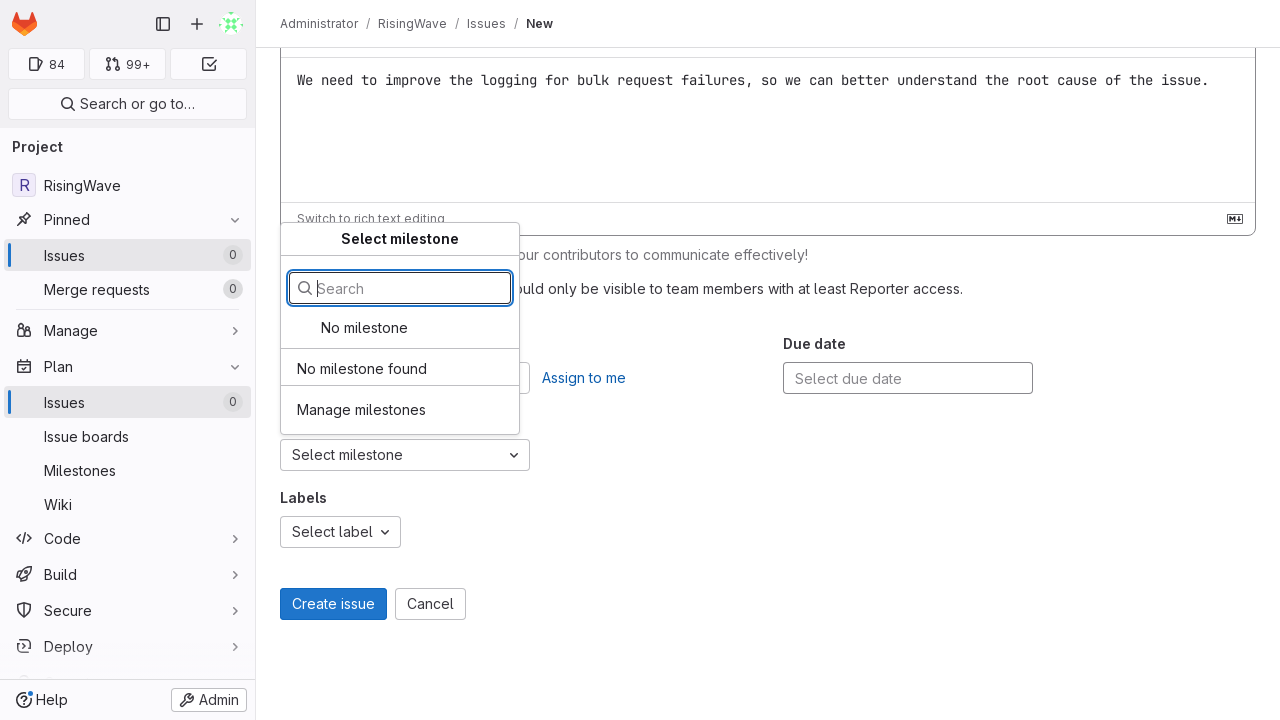 Administrator / RisingWave / Issues / New
84
99+
Search or go to…
Project
R RisingWave
Pinned
Issues 0
Merge requests 0
Manage
Plan
Issues 0
Issue boards
Milestones
Wiki
Code
Build
Secure
Deploy
Help
Admin
We need to improve the logging for bulk request failures, so we can better understand the root cause of the issue.
Switch to rich text editing
our contributors to communicate effectively!
ould only be visible to team members with at least Reporter access.
Select milestone
Search
No milestone
No milestone found
Manage milestones
Due date
Assign to me
Select due date
Select milestone
Labels
Select label
Create issue
Cancel